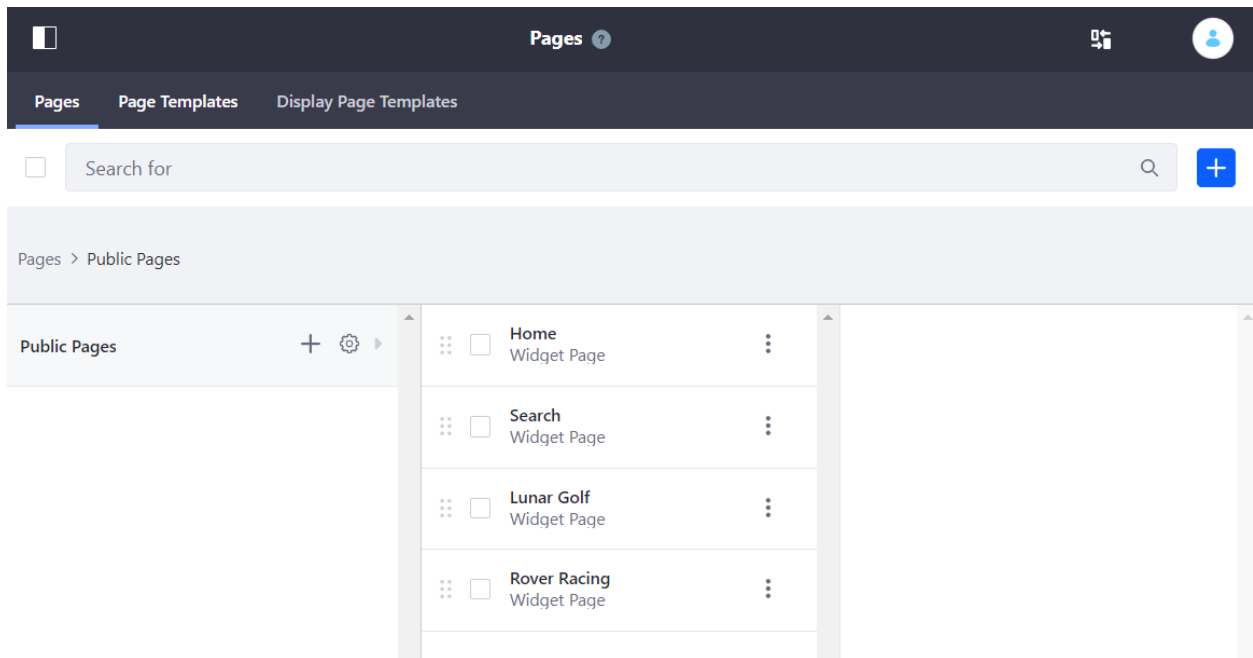 Pages ?
Pages Page Templates Display Page Templates
Search for
Pages > Public Pages
Public Pages
Home
Widget Page
Search
Widget Page
Lunar Golf
Widget Page
Rover Racing
Widget Page